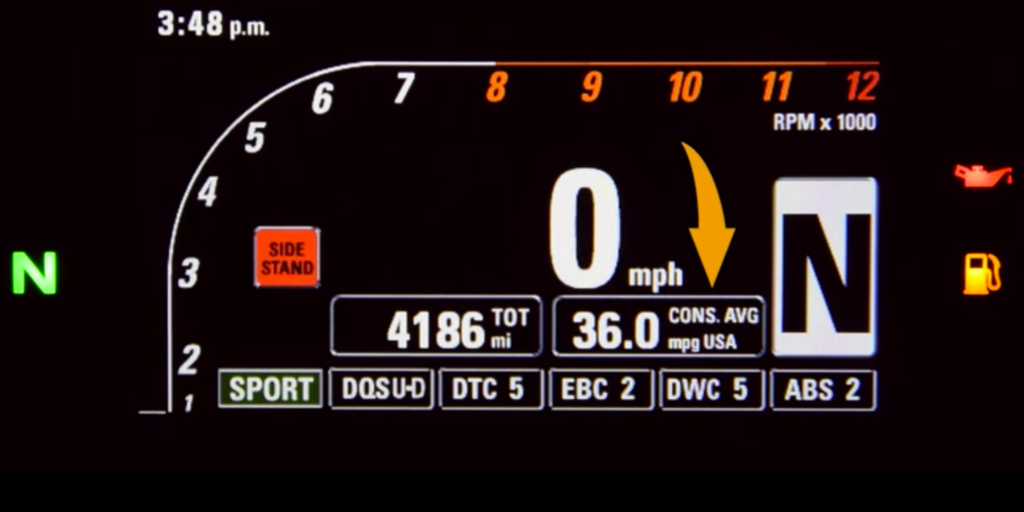 3:48 p.m.
1 2 3 4 5 6 7 8 9 10 11 12
RPM x 1000
N
SIDE
STAND
0 mph
N
4186 TOT
mi
36.0 CONS. AVG
mpg USA
SPORT DQS U-D DTC 5 EBC 2 DWC 5 ABS 2